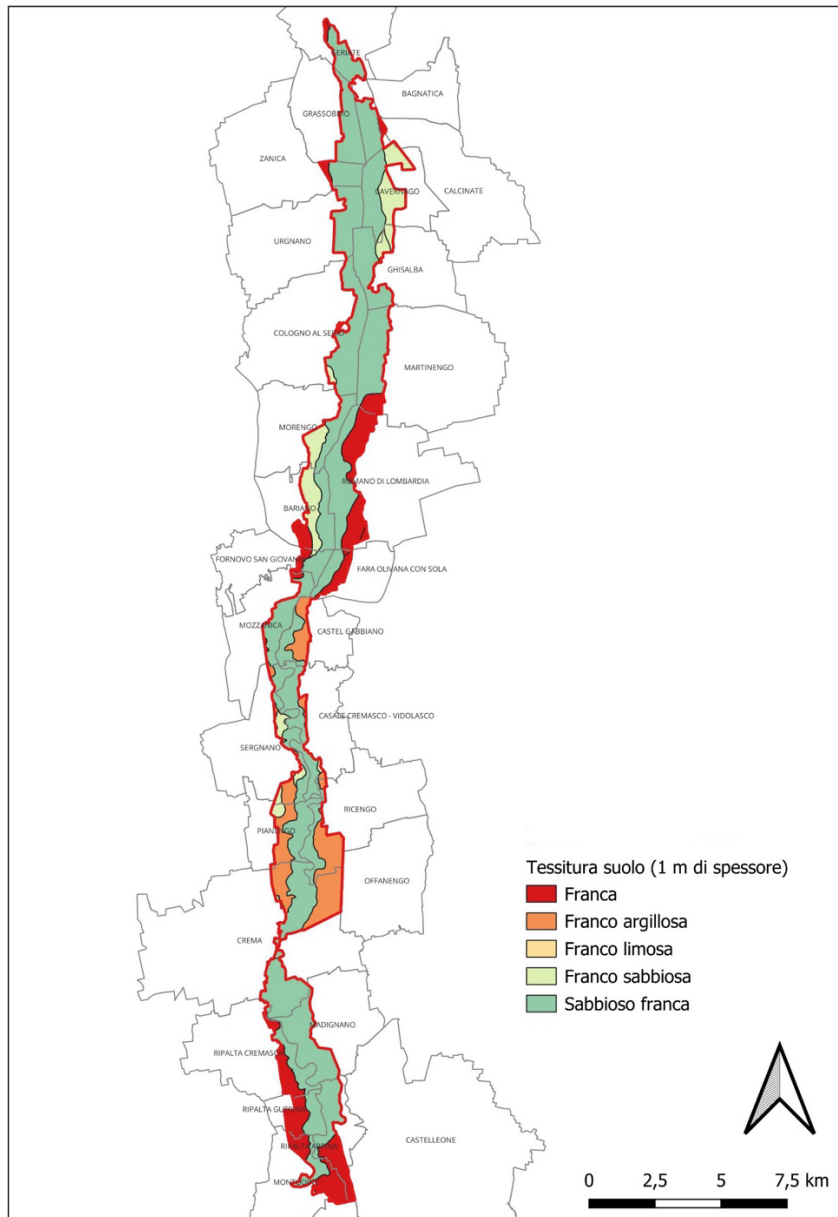 SERIATE
BAGNATICA
GRASSOBBIO
ZANICA
CAVERNAGO
CALCINATE
URGNANO
GHISALBA
COLOGNO AL SERIO
MARTINENGO
MORENGO
ROMANO DI LOMBARDIA
BARIANO
FORNOVO SAN GIOVANNI
FARA OLIVANA CON SOLA
MOZZANICA
CASTEL GABBIANO
CASALE CREMASCO - VIDOLASCO
SERGNANO
RICENGO
PIANENGO
OFFANENGO
CREMA
MADIGNANO
RIPALTA CREMASCA
RIPALTA GUERINA
RIPALTA ARPINA
CASTELLEONE
MONTODINE
Tessitura suolo (1 m di spessore)
Franca
Franco argillosa
Franco limosa
Franco sabbiosa
Sabbioso franca
0 2,5 5 7,5 km